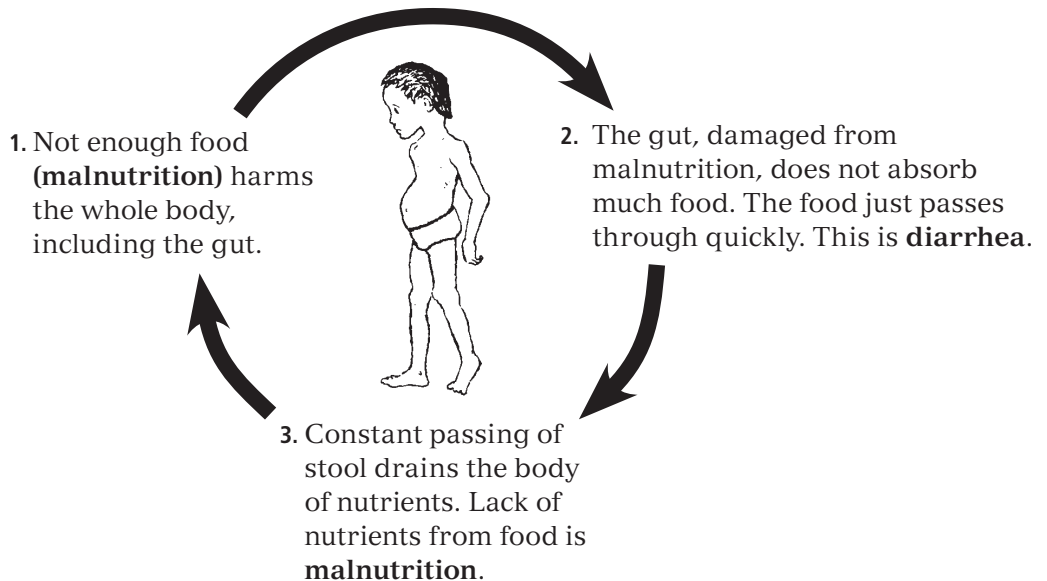 1. Not enough food
(malnutrition) harms
the whole body,
including the gut.
2. The gut, damaged from
malnutrition, does not absorb
much food. The food just passes
through quickly. This is diarrhea.
3. Constant passing of
stool drains the body
of nutrients. Lack of
nutrients from food is
malnutrition.